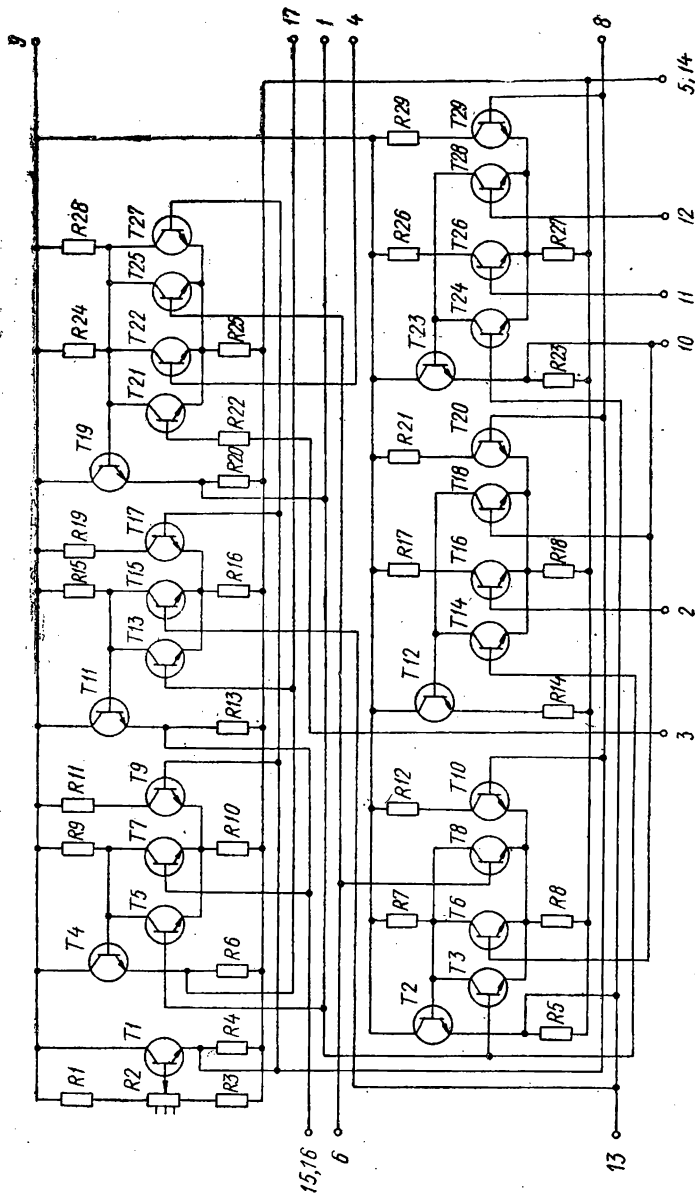 9
17
1
4
8
5,14
R28
R24
T27
T25
T22
T21
R25
R22
R20
T19
R19
R15
T17
T15
T13
R16
T11
R13
R11
R9
T9
T7
T5
R10
T4
R6
R1
R2
R3
T1
R4
15,16
6
R29
T29
T28
R26
T26
T24
R27
T23
R23
12
11
10
R21
T20
T18
R17
T16
T14
R18
T12
R14
2
3
R12
T10
T8
R7
T6
T3
R8
T2
R5
13